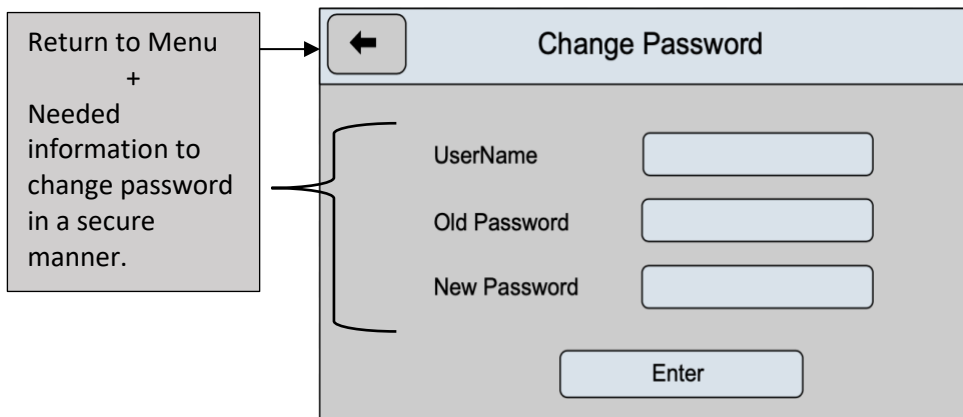 Return to Menu
+
Needed
information to
change password
in a secure
manner.
Change Password
UserName
Old Password
New Password
Enter